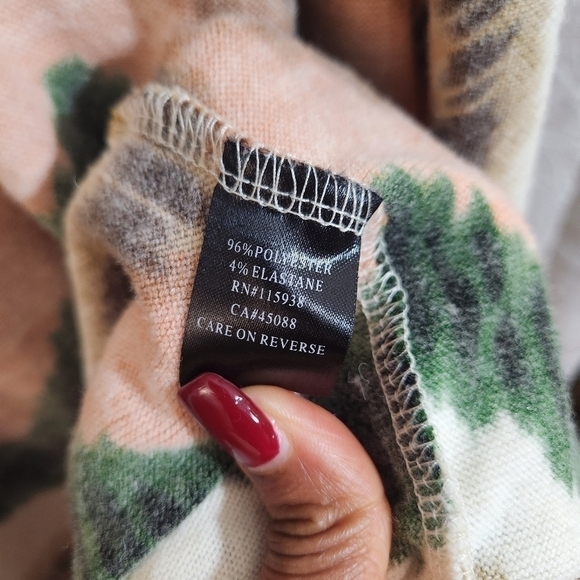 96%POLYESTER
4% ELASTANE
RN#115938
CA#45088
CARE ON REVERSE